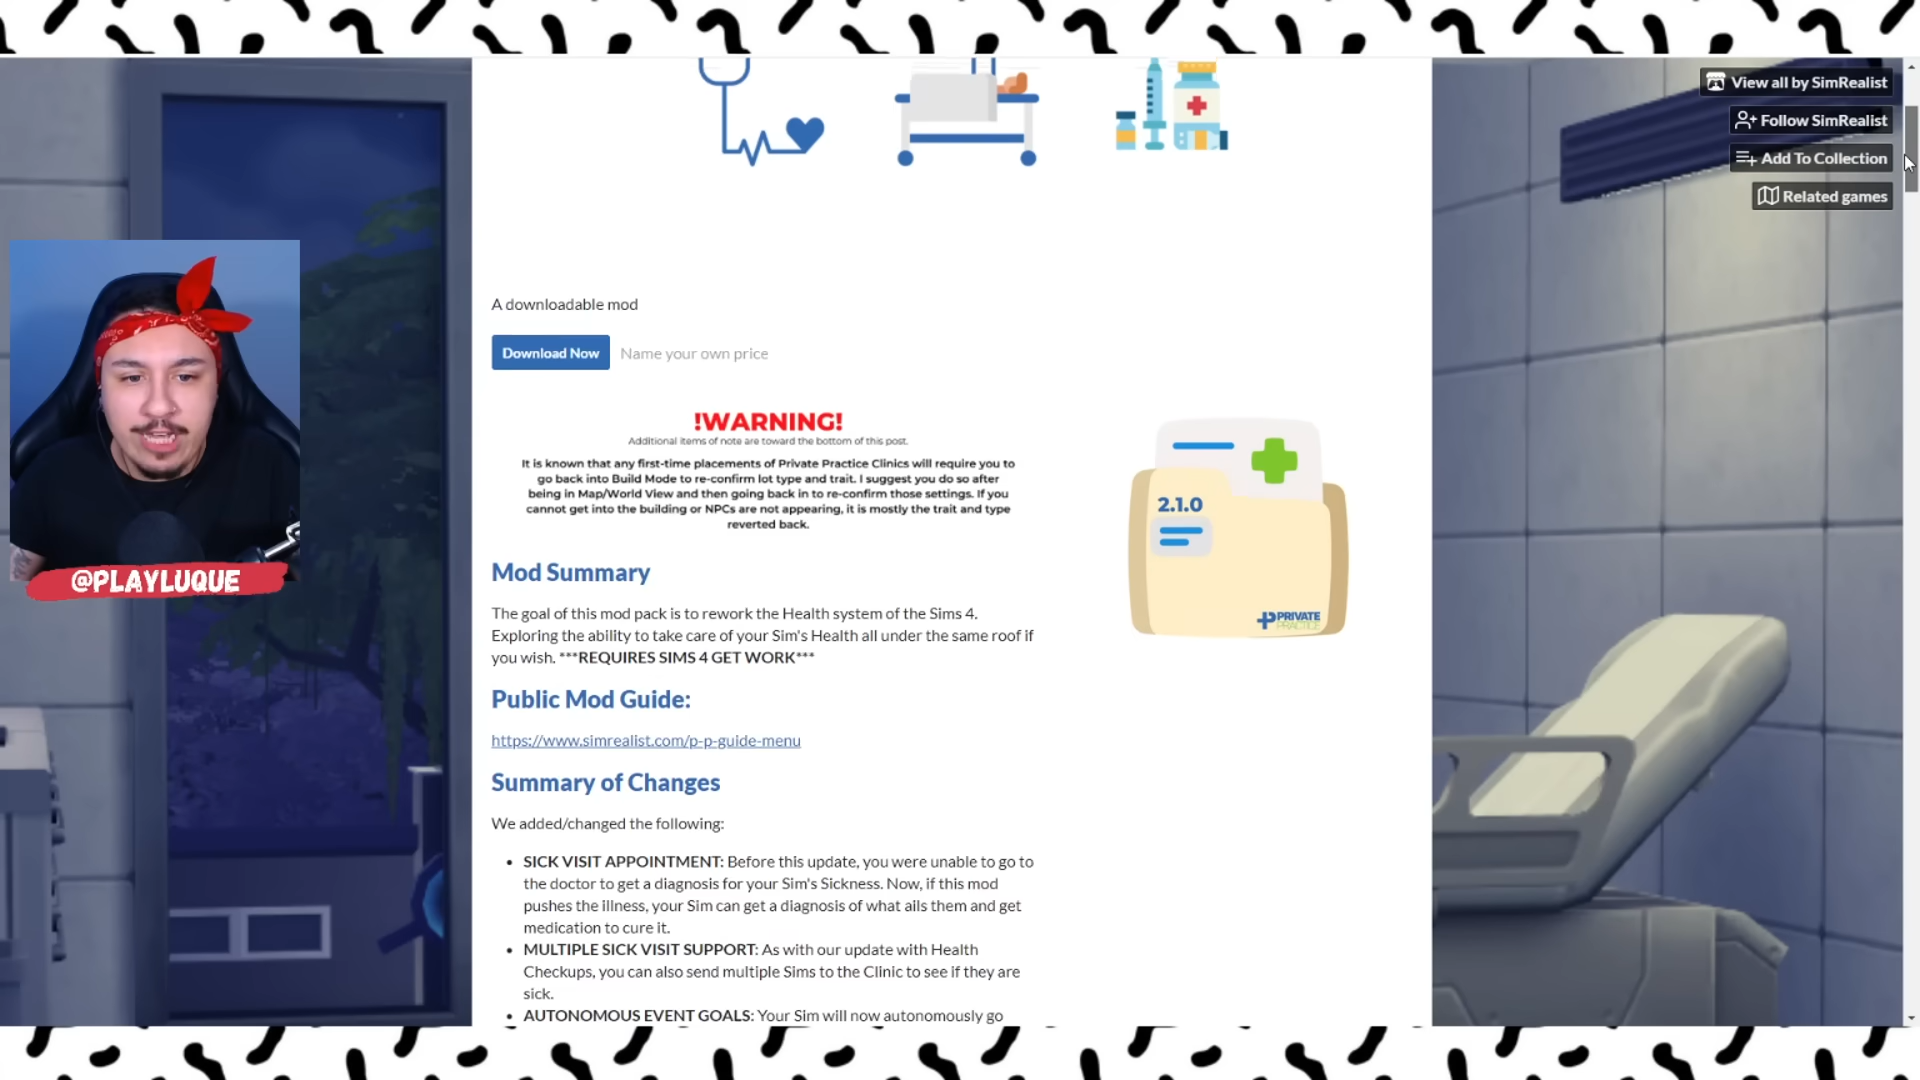 View all by SimRealist
Follow SimRealist
Add To Collection
Related games
A downloadable mod
Download Now Name your own price
!WARNING!
Additional items of note are toward the bottom of this post.
It is known that any first-time placements of Private Practice Clinics will require you to
go back into Build Mode to re-confirm lot type and trait. I suggest you do so after
being in Map/World View and then going back in to re-confirm those settings. If you
cannot get into the building or NPCs are not appearing, it is mostly the trait and type
reverted back.
2.1.0
PRIVATE
PRACTICE
Mod Summary
The goal of this mod pack is to rework the Health system of the Sims 4.
Exploring the ability to take care of your Sim's Health all under the same roof if
you wish. ***REQUIRES SIMS 4 GET WORK***
Public Mod Guide:
https://www.simrealist.com/p-p-guide-menu
Summary of Changes
We added/changed the following:
• SICK VISIT APPOINTMENT: Before this update, you were unable to go to
the doctor to get a diagnosis for your Sim's Sickness. Now, if this mod
pushes the illness, your Sim can get a diagnosis of what ails them and get
medication to cure it.
• MULTIPLE SICK VISIT SUPPORT: As with our update with Health
Checkups, you can also send multiple Sims to the Clinic to see if they are
sick.
• AUTONOMOUS EVENT GOALS: Your Sim will now autonomously go
@PLAYLUQUE